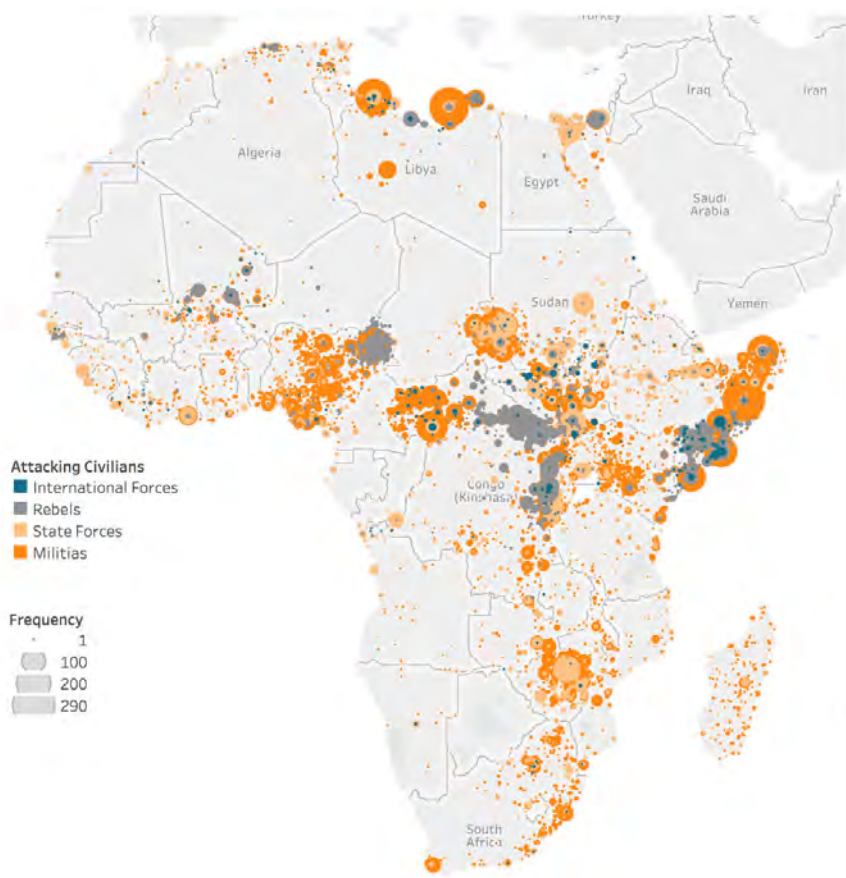 Turkey
Iraq
Iran
Algeria
Libya
Egypt
Saudi
Arabia
Sudan
Yemen
Attacking Civilians
International Forces
Rebels
State Forces
Militias
Congo
(Kinshasa)
Frequency
1
100
200
290
South
Africa